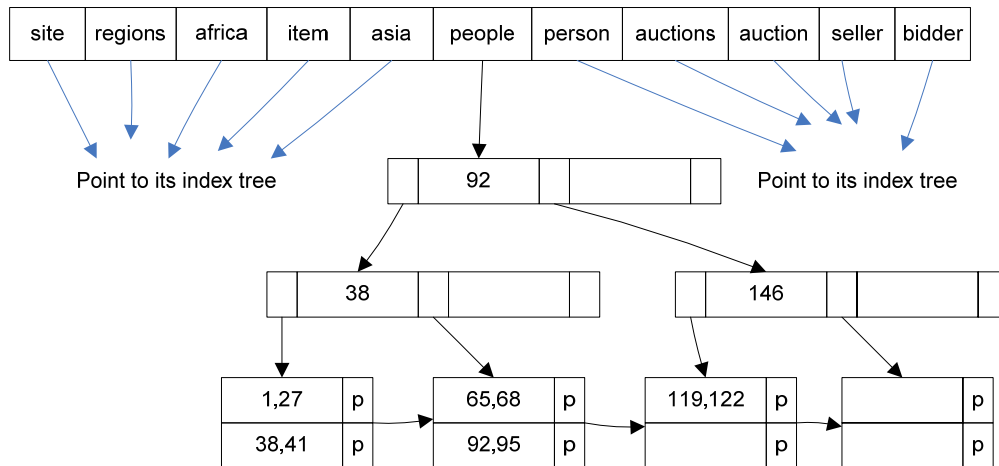 site regions africa item asia people person auctions auction seller bidder
Point to its index tree
92
Point to its index tree
38
146
1,27 p 65,68 p 119,122 p p
38,41 p 92,95 p p p